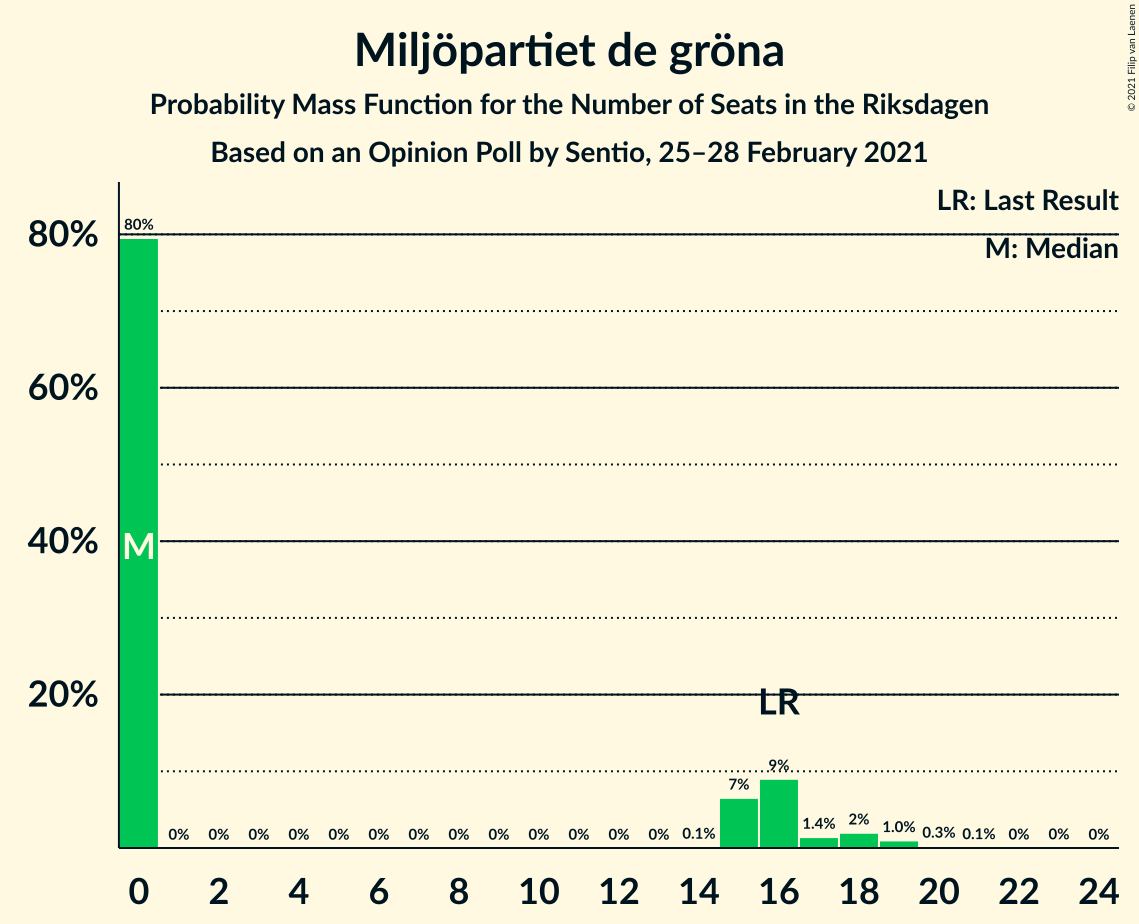 Miljöpartiet de gröna
Probability Mass Function for the Number of Seats in the Riksdagen
Based on an Opinion Poll by Sentio, 25–28 February 2021
© 2021 Filip van Laenen
LR: Last Result
M: Median
80%
60%
40%
20%
80%
M
0% 0% 0% 0% 0% 0% 0% 0% 0% 0% 0% 0% 0% 0.1% 7% 9% 1.4% 2% 1.0% 0.3% 0.1% 0% 0% 0%
LR
0 2 4 6 8 10 12 14 16 18 20 22 24